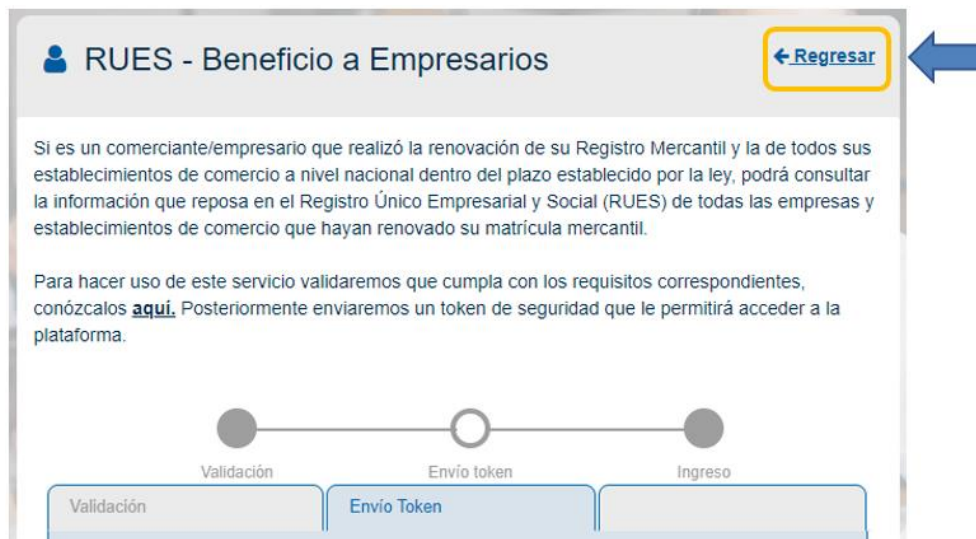 RUES - Beneficio a Empresarios
Regresar
Si es un comerciante/empresario que realizó la renovación de su Registro Mercantil y la de todos sus
establecimientos de comercio a nivel nacional dentro del plazo establecido por la ley, podrá consultar
la información que reposa en el Registro Único Empresarial y Social (RUES) de todas las empresas y
establecimientos de comercio que hayan renovado su matrícula mercantil.
Para hacer uso de este servicio validaremos que cumpla con los requisitos correspondientes,
conózcalos aquí. Posteriormente enviaremos un token de seguridad que le permitirá acceder a la
plataforma.
Validación
Envío token
Ingreso
Validación
Envío Token